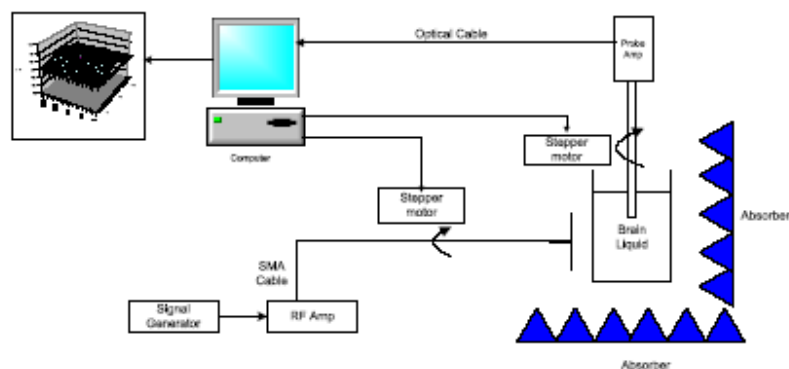 Optical Cable
Probe
Amp
Computer
Stepper
motor
Stepper
motor
Brain
Liquid
Absorber
SMA
Cable
Signal
Generator
RF Amp
Absorber